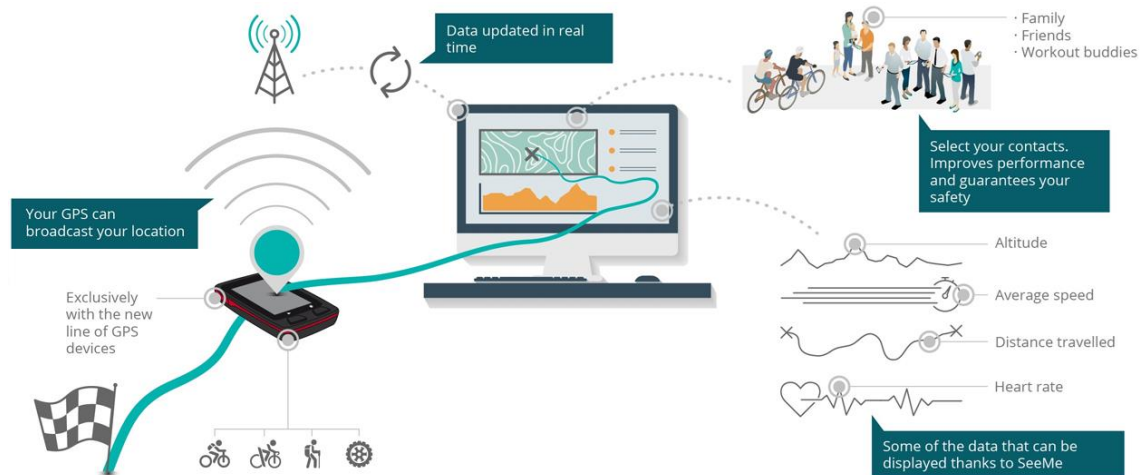 Data updated in real
time
· Family
· Friends
· Workout buddies
Select your contacts.
Improves performance
and guarantees your
safety
Your GPS can
broadcast your location
Exclusively
with the new
line of GPS
devices
Altitude
Average speed
Distance travelled
Heart rate
Some of the data that can be
displayed thanks to SeeMe